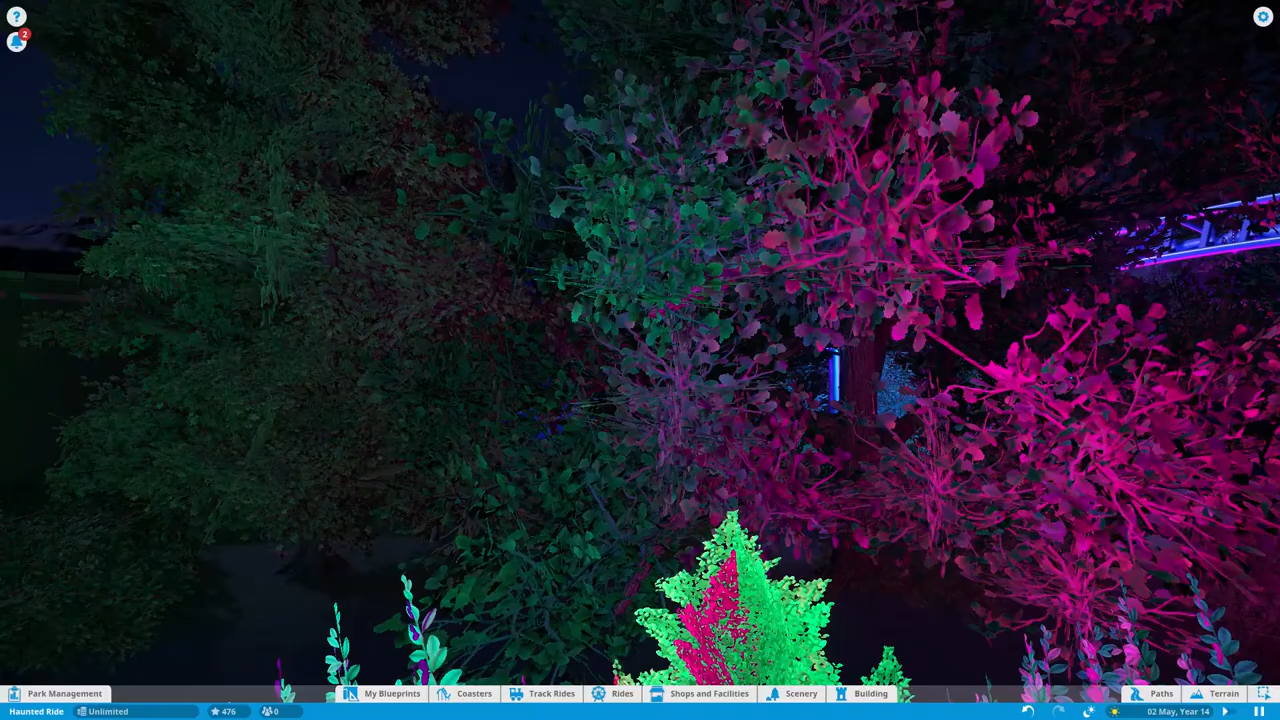 ?
2
Park Management
My Blueprints
Coasters
Track Rides
Rides
Shops and Facilities
Scenery
Building
Paths
Terrain
Haunted Ride
Unlimited
476
0
02 May, Year 14